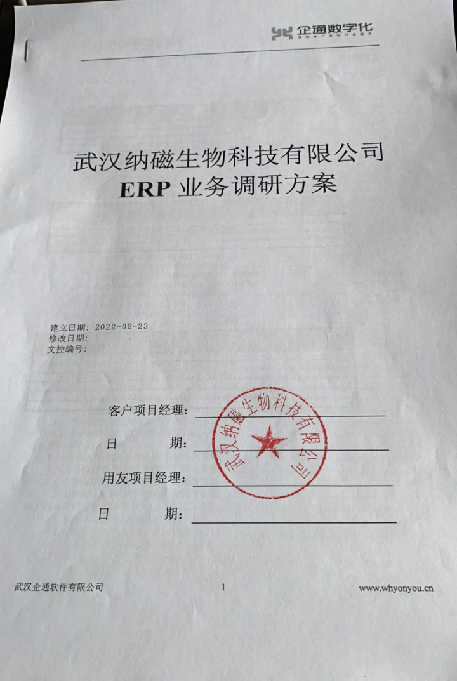 企通数字化
武汉纳磁生物科技有限公司
ERP 业务调研方案
建立日期: 2022-02-23
修改日期:
文控编号:
客户项目经理:
日 期:
用友项目经理:
日 期:
武汉纳磁生物科技有限公司
武汉企通软件有限公司 1 www.whyonyou.cn